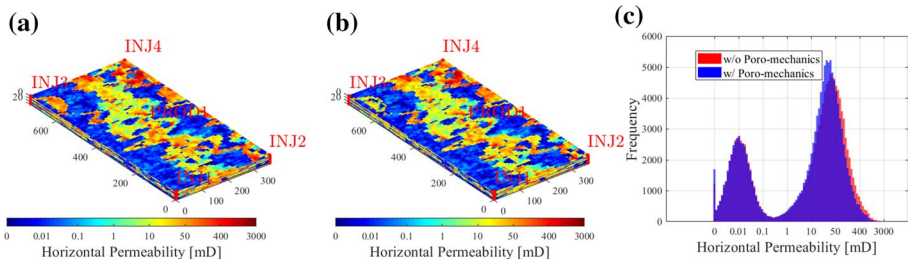 (a)
INJ4
INJ3
0
20
600
400
200
0
PROD1
INJ2
0
100
200
300
0 0.01 0.1 1 10 50 400 3000
Horizontal Permeability [mD]
(b)
INJ4
INJ3
0
20
600
400
200
0
PROD1
INJ2
0
100
200
300
0 0.01 0.1 1 10 50 400 3000
Horizontal Permeability [mD]
(c)
6000
5000
4000
3000
2000
1000
0
Frequency
w/o Poro-mechanics
w/ Poro-mechanics
0 0.01 0.1 1 10 50 400 3000
Horizontal Permeability [mD]